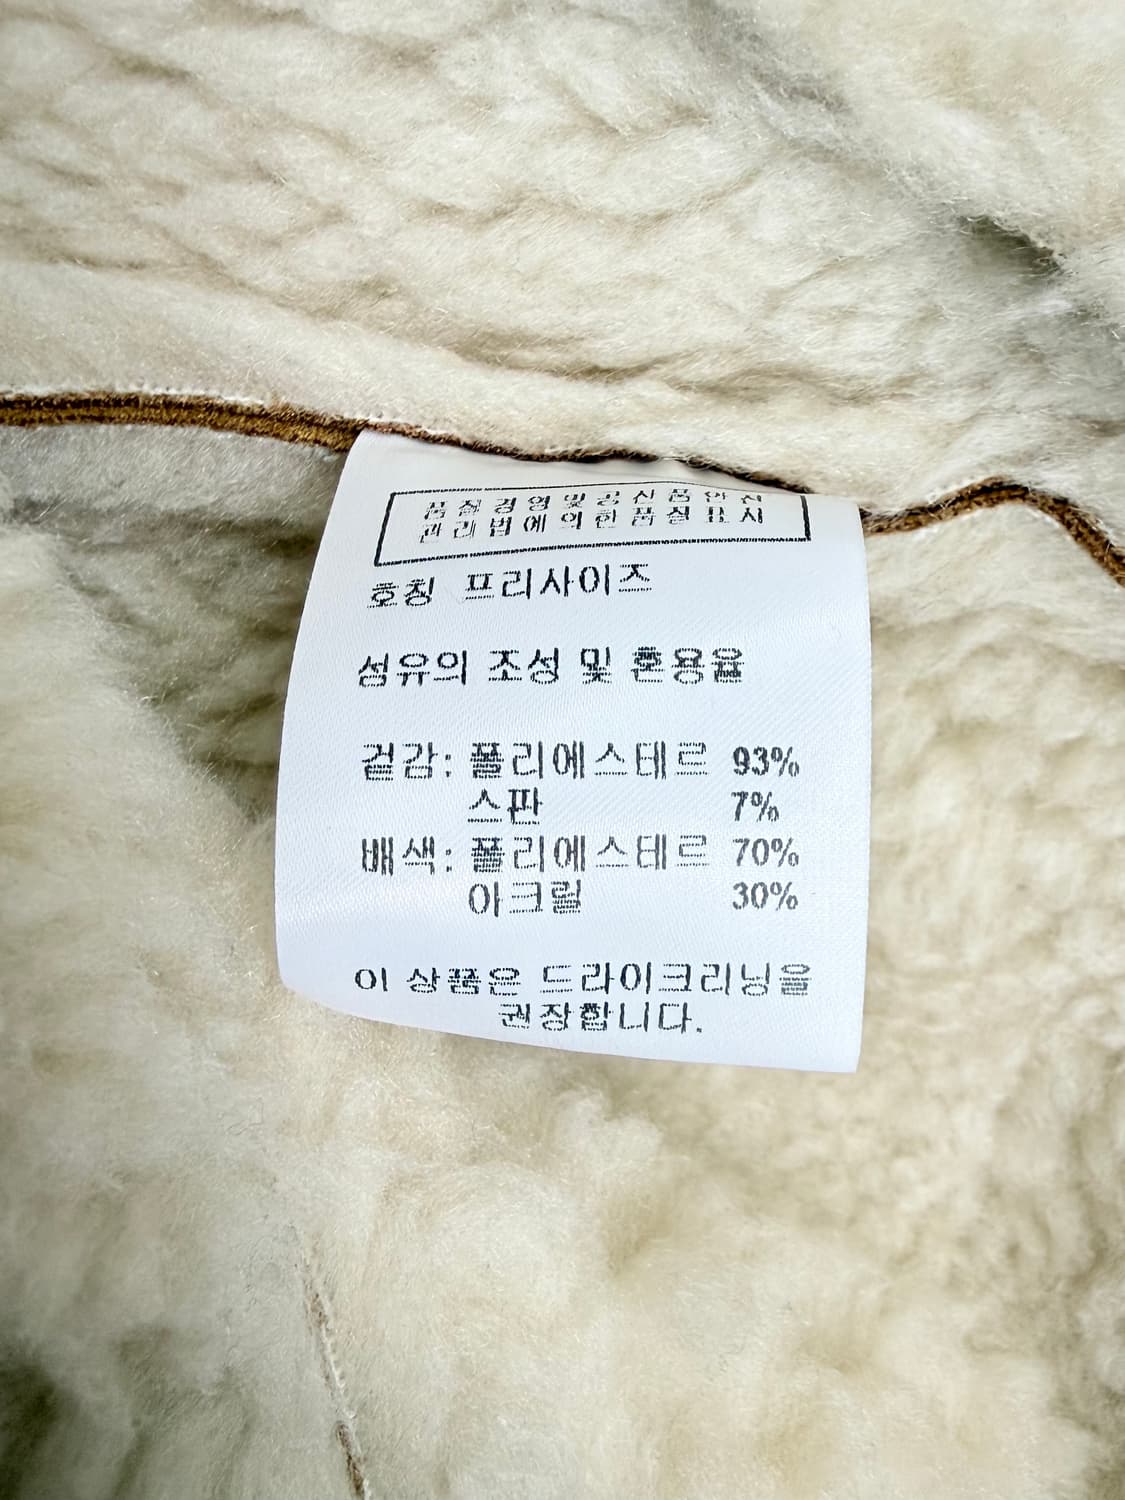 품질경영및공산품안전
관리법에의한품질표시
호칭 프리사이즈
섬유의 조성 및 혼용율
겉감: 폴리에스테르 93%
스판 7%
배색: 폴리에스테르 70%
아크릴 30%
이 상품은 드라이크리닝을
권장합니다.